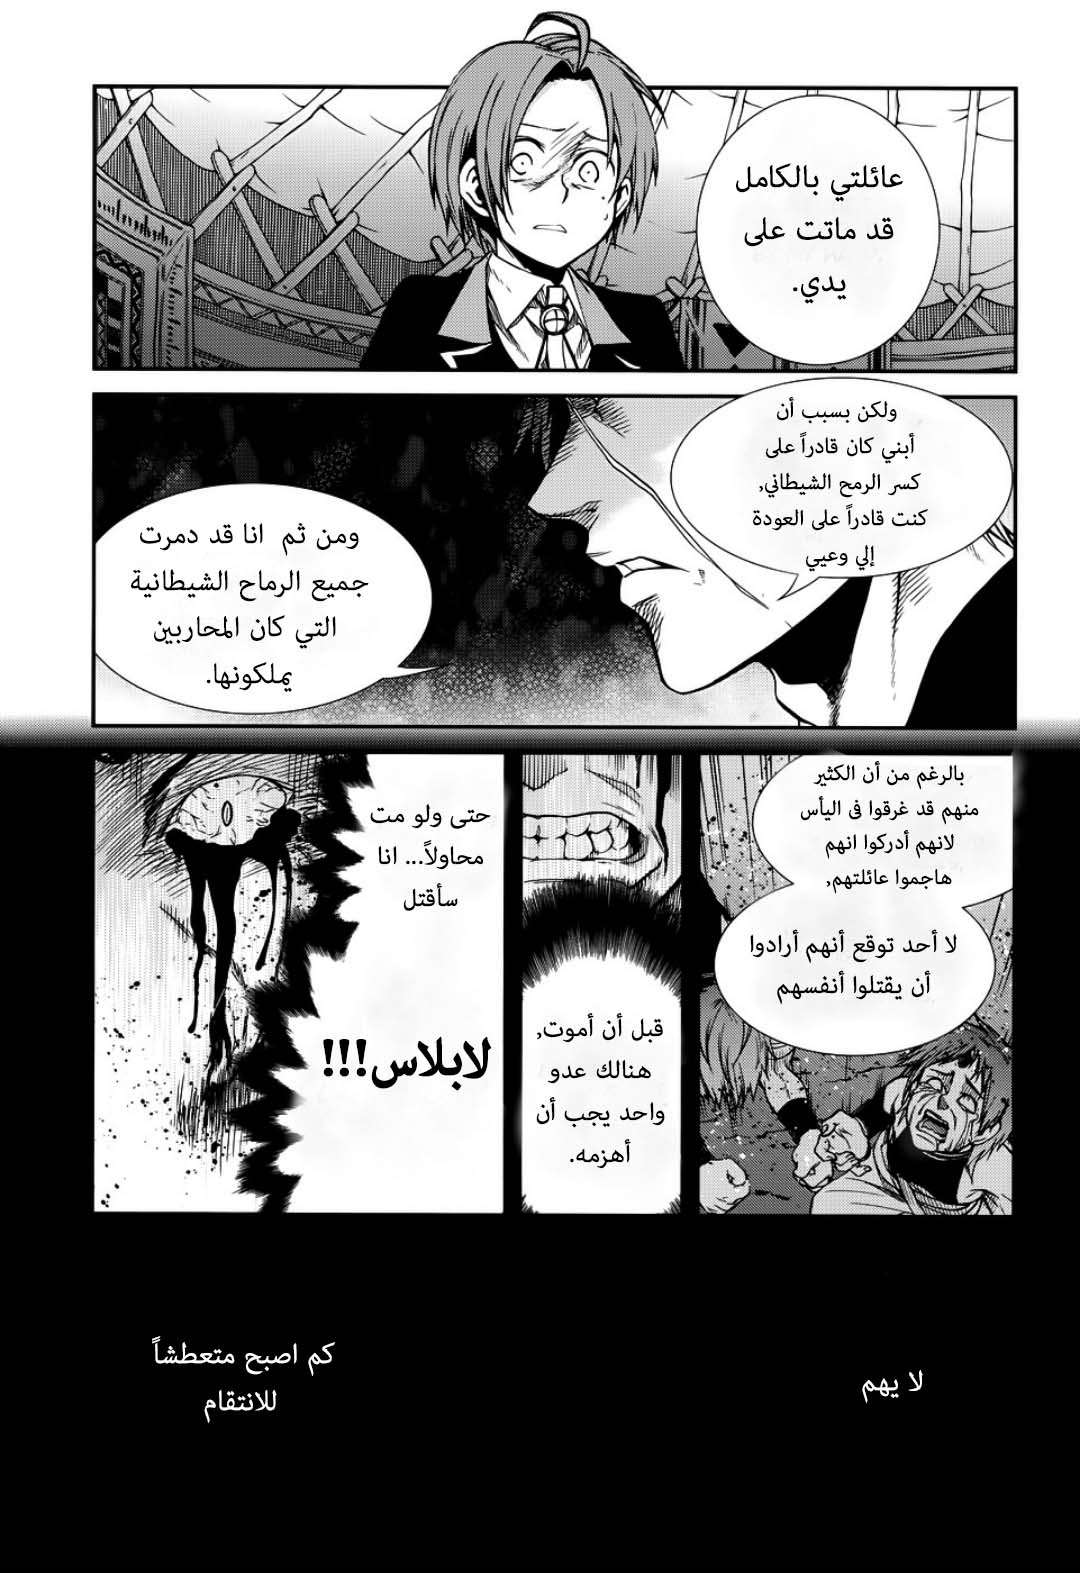 عائلتي بالكامل
قد ماتت على
يدي.
ولكن بسبب أن
أبني كان قادراً على
كسر الرمح الشيطاني,
كنت قادراً على العودة
إلي وعيي
ومن ثم انا قد دمرت
جميع الرماح الشيطانية
التي كان المحاربين
يملكونها.
بالرغم من أن الكثير
منهم قد غرقوا في اليأس
لانهم أدركوا انهم
هاجموا عائلتهم,
لا أحد توقع أنهم أرادوا
أن يقتلوا أنفسهم
قبل أن أموت,
هنالك عدو
واحد يجب أن
أهزمه.
حتى ولو مت
محاولاً... انا
سأقتل
لابلاس!!!
لا يهم
كم اصبح متعطشاً
للانتقام